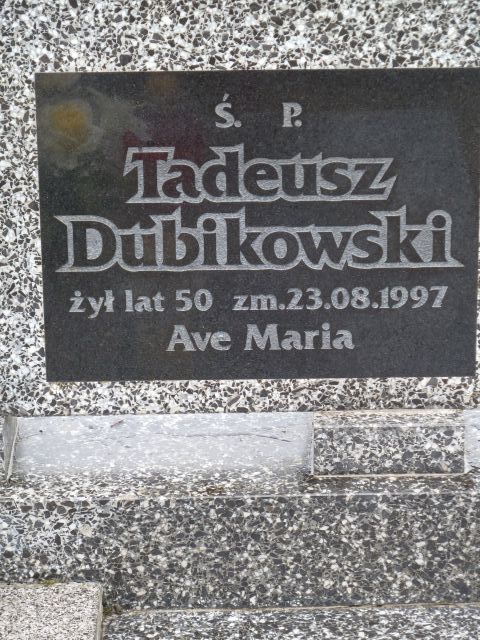 Ś. P.
Tadeusz
Dubikowski
żył lat 50 zm.23.08.1997
Ave Maria